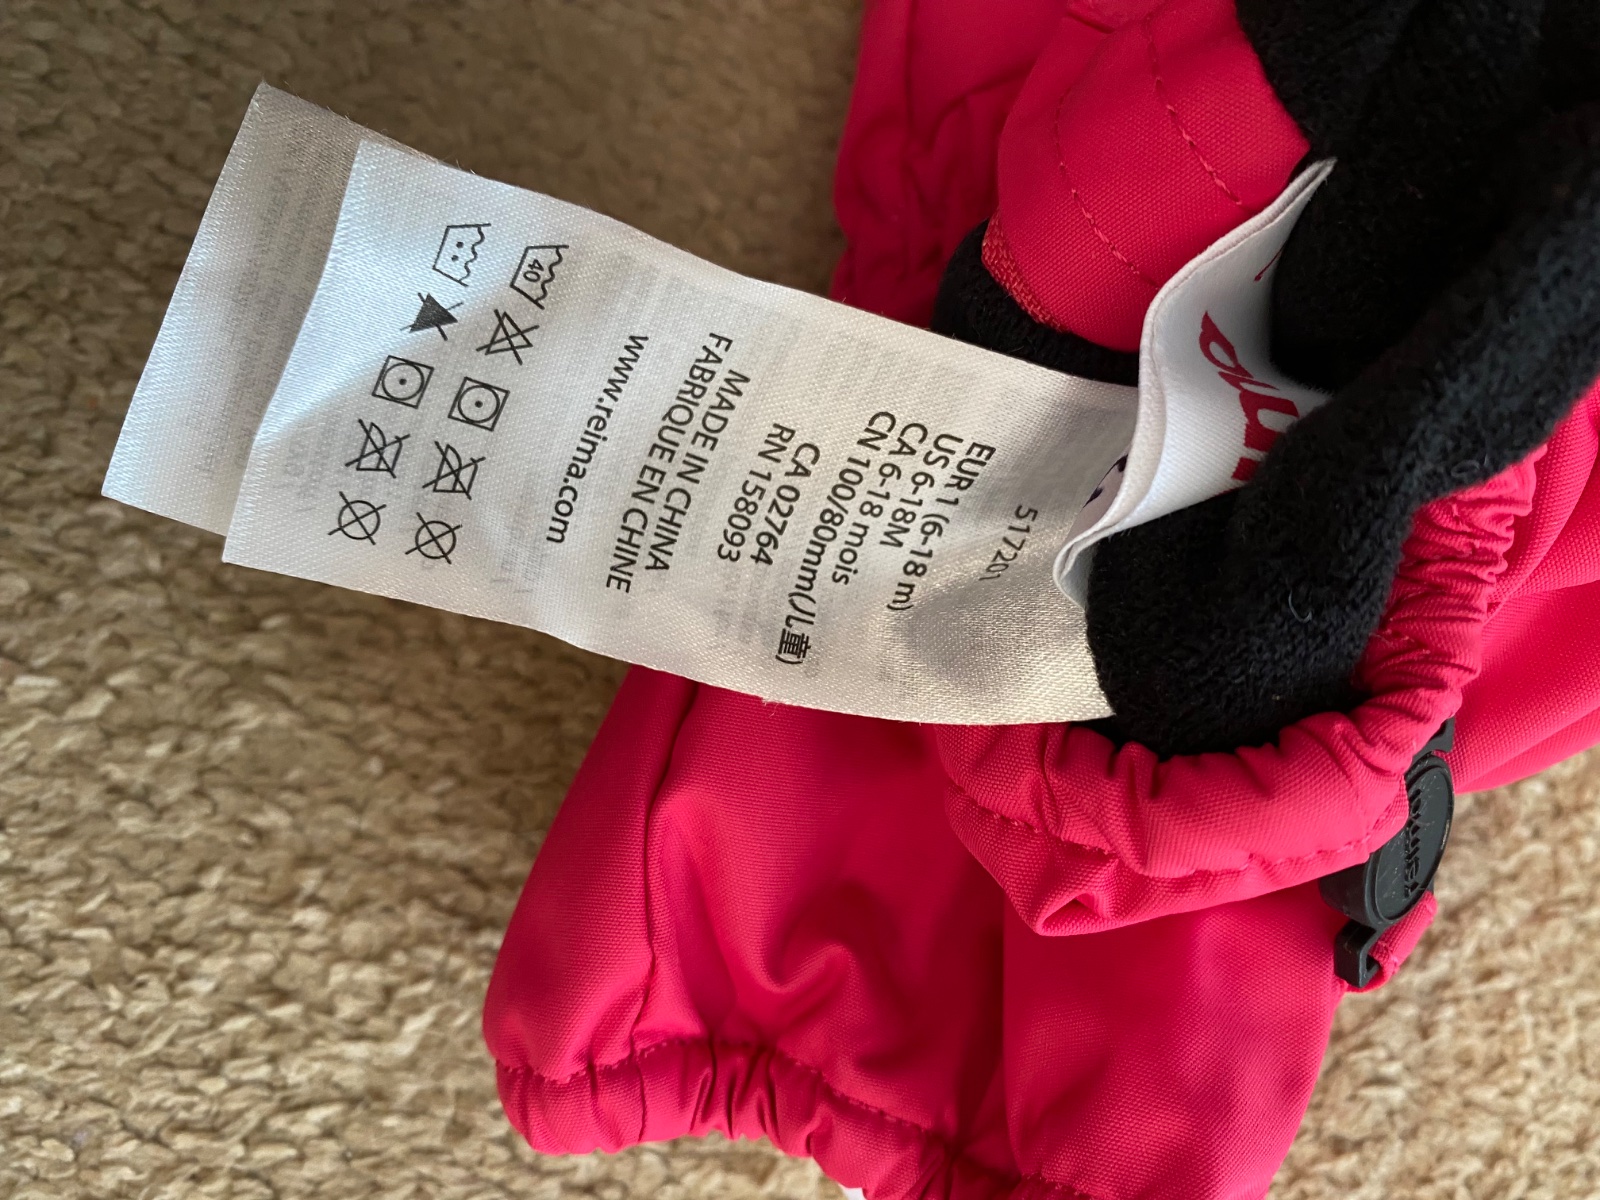 517201
EUR 1 (6-18 m)
US 6-18M
CA 6-18 mois
CN 100/80mm(儿童)
CA 02764
RN 158093
MADE IN CHINA
FABRIQUE EN CHINE
www.reima.com
40